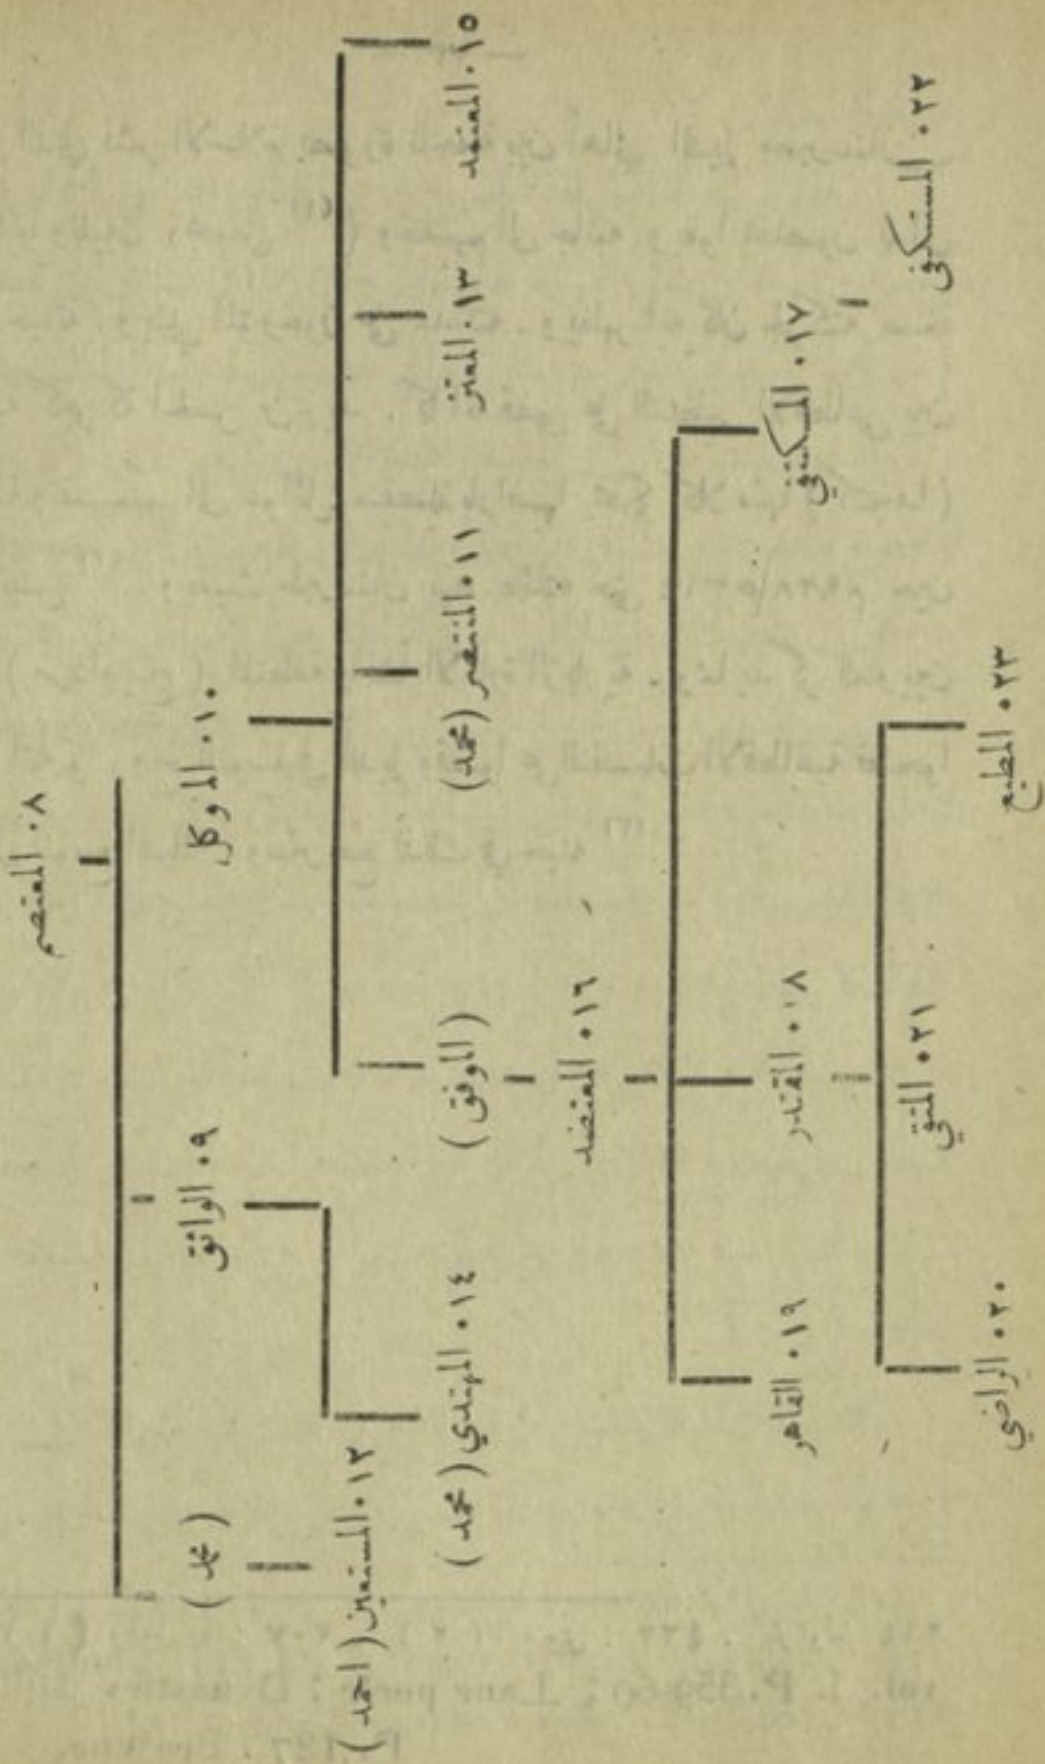 ٨. المعتصم
١٠. المتوكل
٩. الواثق
(محمد)
١٥. المعتمد
١٣. المعتز
١١. المنتصر (محمد)
(الموفق)
١٤. المهتدي (محمد)
١٢. المستعين (احمد)
١٦. المعتضد
١٧. المكتفي
١٨. المقتدر
١٩. القاهر
٢٢. المستكفي
٢٣. المطيع
٢١. المتقي
٢٠. الراضي